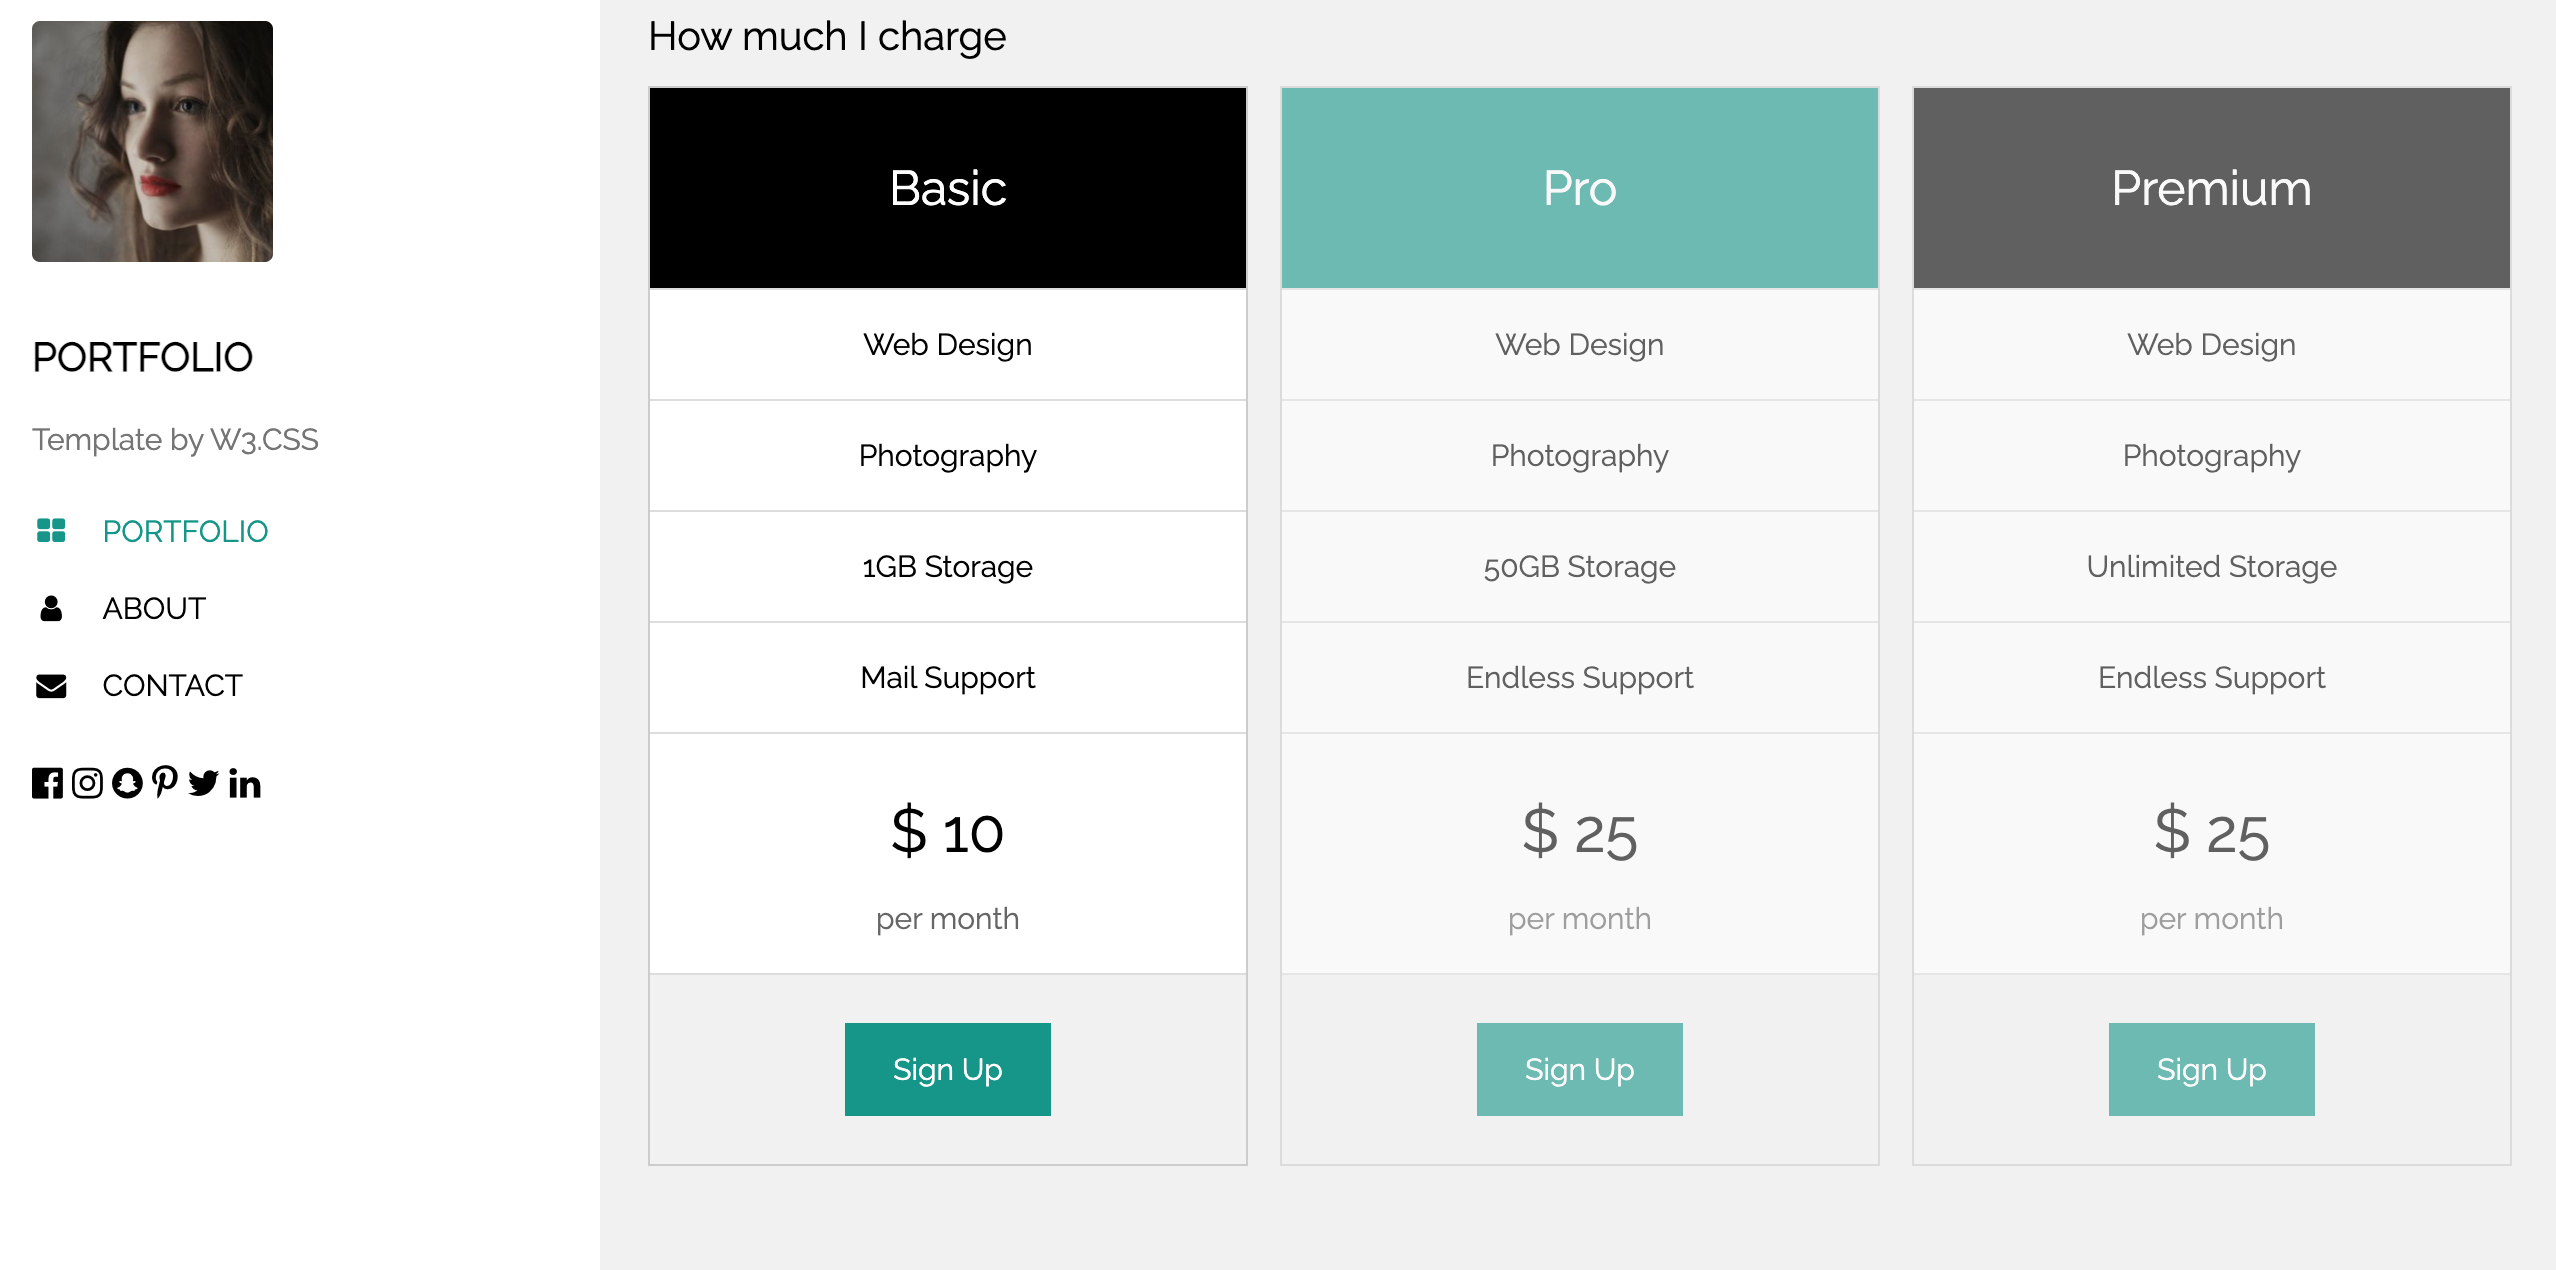 PORTFOLIO
Template by W3.CSS
PORTFOLIO
ABOUT
CONTACT
How much I charge
Basic
Web Design
Photography
1GB Storage
Mail Support
$ 10
per month
Sign Up
Pro
Web Design
Photography
50GB Storage
Endless Support
$ 25
per month
Sign Up
Premium
Web Design
Photography
Unlimited Storage
Endless Support
$ 25
per month
Sign Up